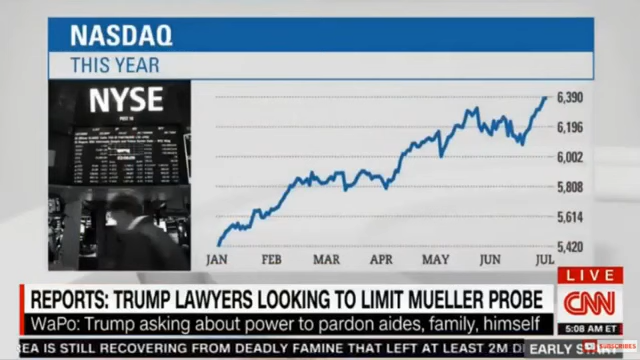 NASDAQ
THIS YEAR
NYSE
6,390
6,196
6,002
5,808
5,614
5,420
JAN FEB MAR APR MAY JUN JUL
LIVE
REPORTS: TRUMP LAWYERS LOOKING TO LIMIT MUELLER PROBE
CNN
WaPo: Trump asking about power to pardon aides, family, himself
5:08 AM ET
EA IS STILL RECOVERING FROM DEADLY FAMINE THAT LEFT AT LEAST 2M D
EARLY START
SUBSCRIBES